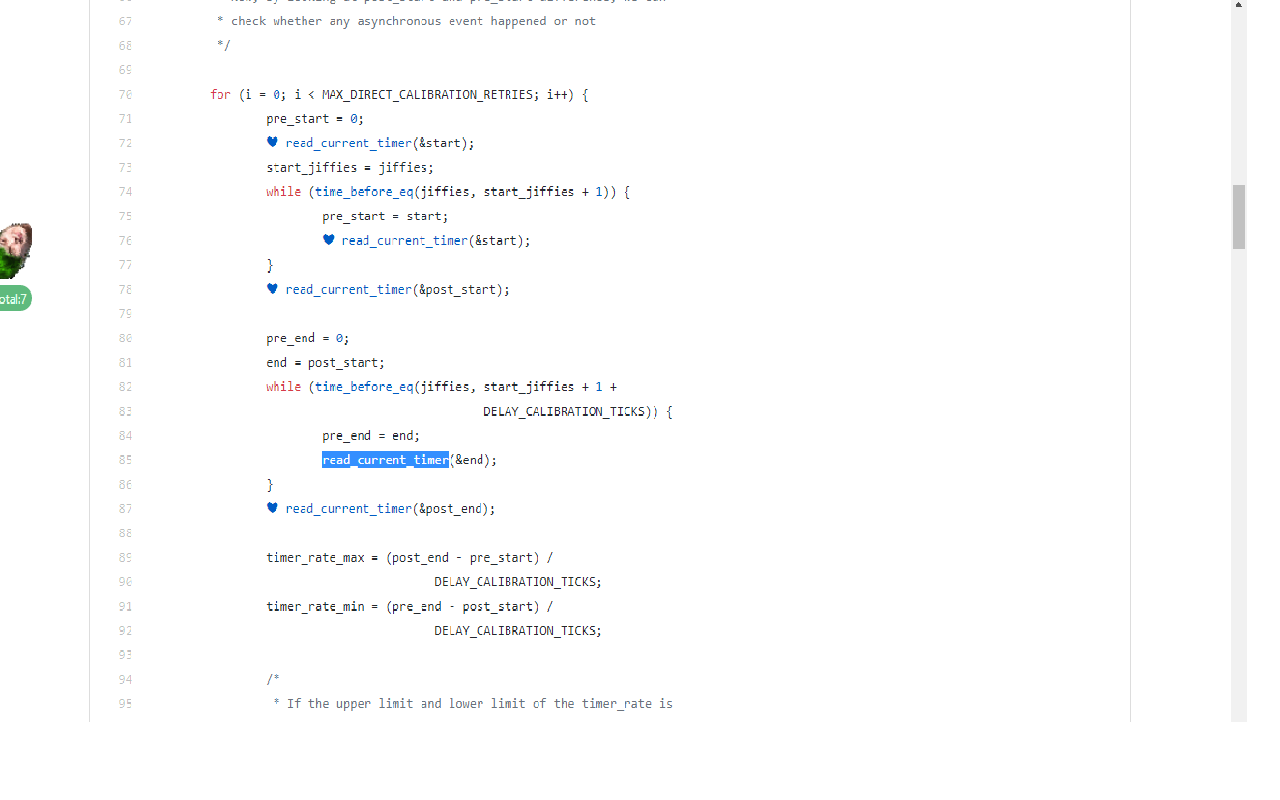 67 * check whether any asynchronous event happened or not
68 */
69
70 for (i = 0; i < MAX_DIRECT_CALIBRATION_RETRIES; i++) {
71 pre_start = 0;
72 read_current_timer(&start);
73 start_jiffies = jiffies;
74 while (time_before_eq(jiffies, start_jiffies + 1)) {
75 pre_start = start;
76 read_current_timer(&start);
77 }
78 read_current_timer(&post_start);
79
80 pre_end = 0;
81 end = post_start;
82 while (time_before_eq(jiffies, start_jiffies + 1 +
83 DELAY_CALIBRATION_TICKS)) {
84 pre_end = end;
85 read_current_timer(&end);
86 }
87 read_current_timer(&post_end);
88
89 timer_rate_max = (post_end - pre_start) /
90 DELAY_CALIBRATION_TICKS;
91 timer_rate_min = (pre_end - post_start) /
92 DELAY_CALIBRATION_TICKS;
93
94 /*
95 * If the upper limit and lower limit of the timer_rate is
otal:7